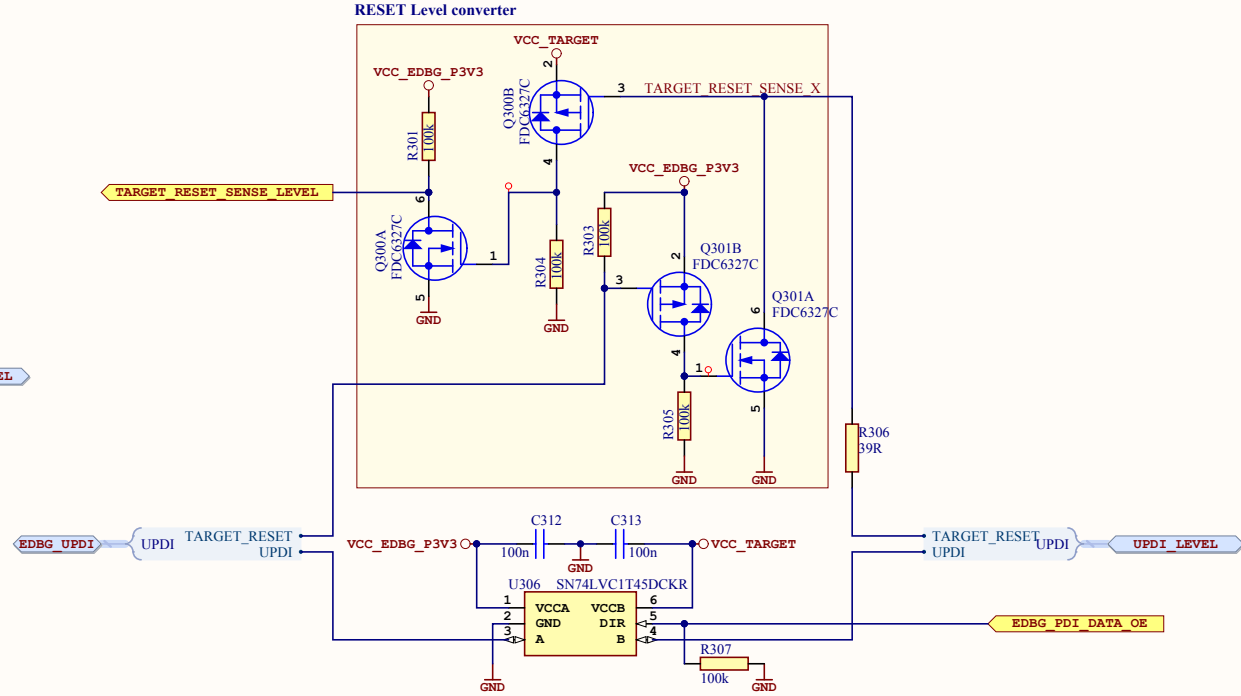 RESET Level converter
VCC_TARGET
2
VCC_EDBG_P3V3
Q300B
FDC6327C
3
TARGET_RESET_SENSE_X
R301
100k
4
VCC_EDBG_P3V3
TARGET_RESET_SENSE_LEVEL
6
Q300A
FDC6327C
1
5
GND
R304
100k
GND
R303
100k
2
Q301B
FDC6327C
3
4
Q301A
FDC6327C
6
1
5
EL
R305
100k
GND
GND
R306
39R
EDBG_UPDI
UPDI
TARGET_RESET
UPDI
VCC_EDBG_P3V3
C312
100n
GND
C313
100n
VCC_TARGET
TARGET_RESET
UPDI
UPDI
UPDI_LEVEL
U306
SN74LVC1T45DCKR
1
VCCA
VCCB
6
2
GND
DIR
5
3
A
B
4
EDBG_PDI_DATA_OE
R307
100k
GND
GND